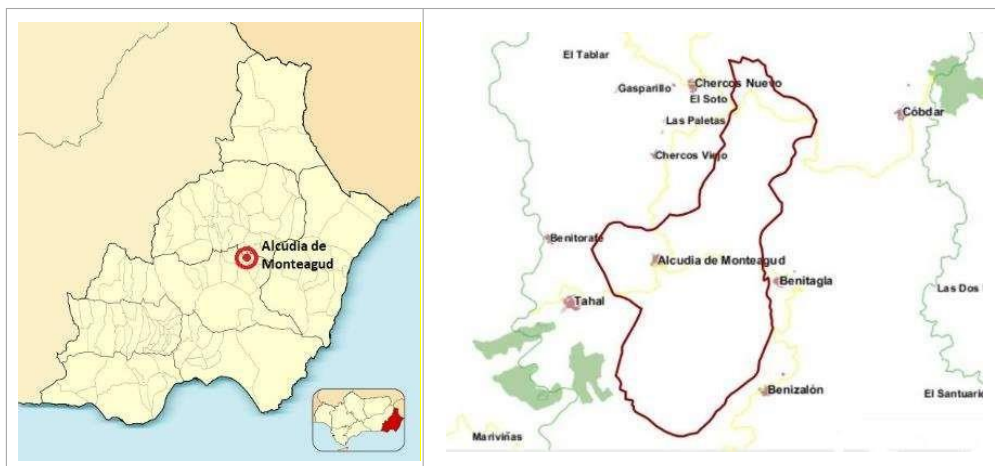 Alcudia de
Monteagud
El Tablar
Gasparillo
Chercos Nuevo
El Soto
Las Paletas
Cóbdar
Chercos Viejo
Benitorafe
Alcudia de Monteagud
Benitagla
Tahal
Las Dos
Benizalón
El Santuario
Mariviñas